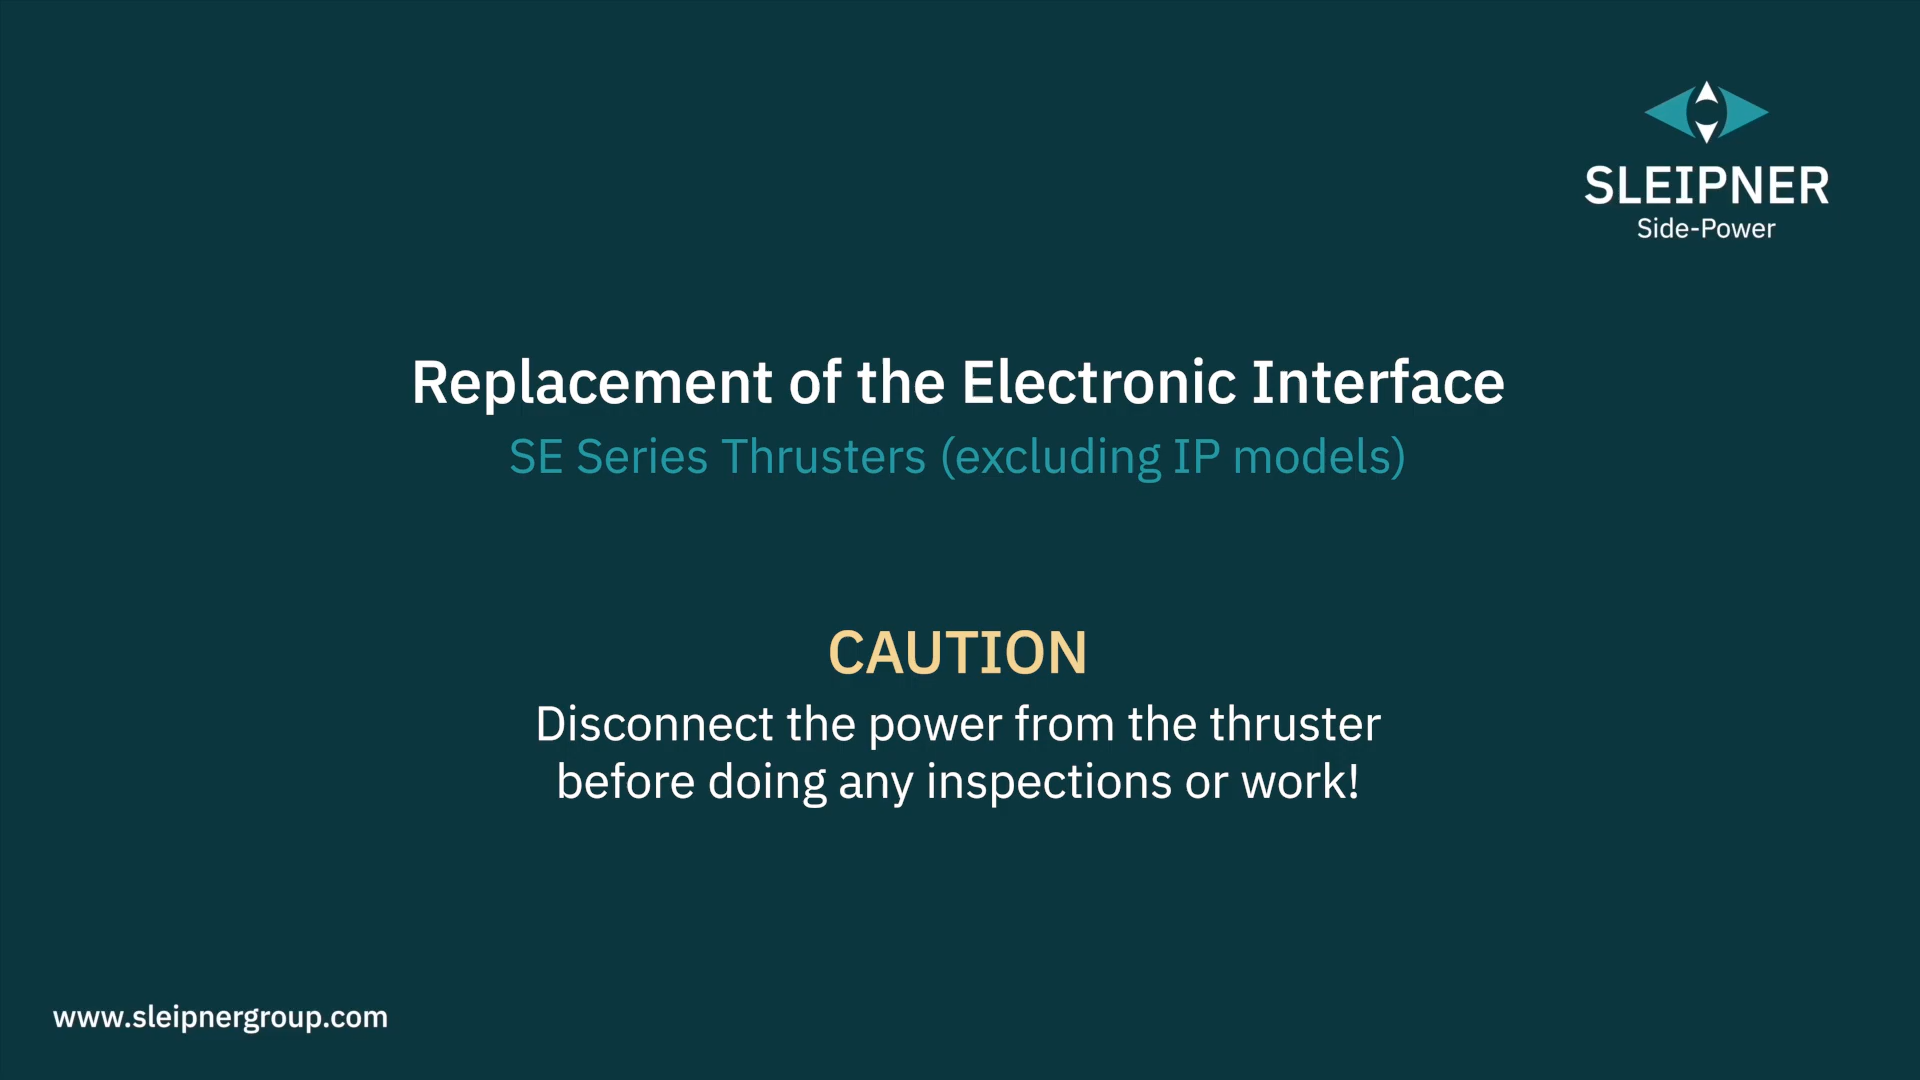 SLEIPNER
Side-Power
Replacement of the Electronic Interface
SE Series Thrusters (excluding IP models)
CAUTION
Disconnect the power from the thruster
before doing any inspections or work!
www.sleipnergroup.com